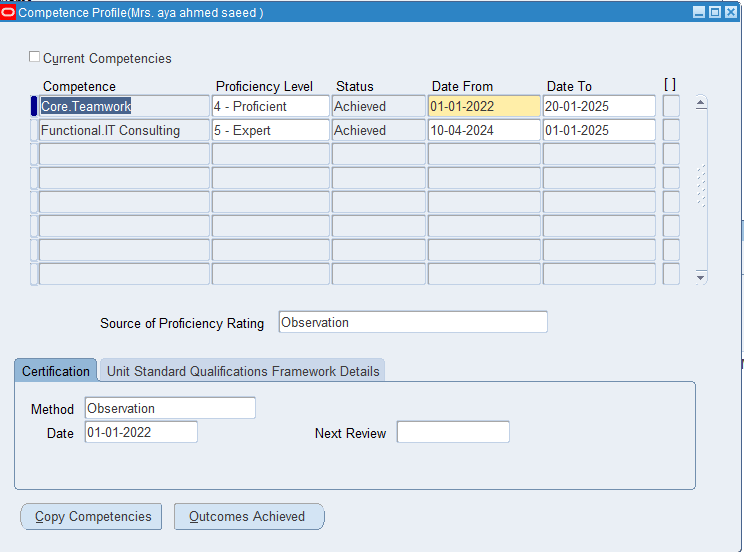 Competence Profile(Mrs. aya ahmed saeed )
Current Competencies
Competence Proficiency Level Status Date From Date To [ ]
Core.Teamwork 4 - Proficient Achieved 01-01-2022 20-01-2025
Functional.IT Consulting 5 - Expert Achieved 10-04-2024 01-01-2025
Source of Proficiency Rating Observation
Certification Unit Standard Qualifications Framework Details
Method Observation
Date 01-01-2022 Next Review
Copy Competencies Outcomes Achieved